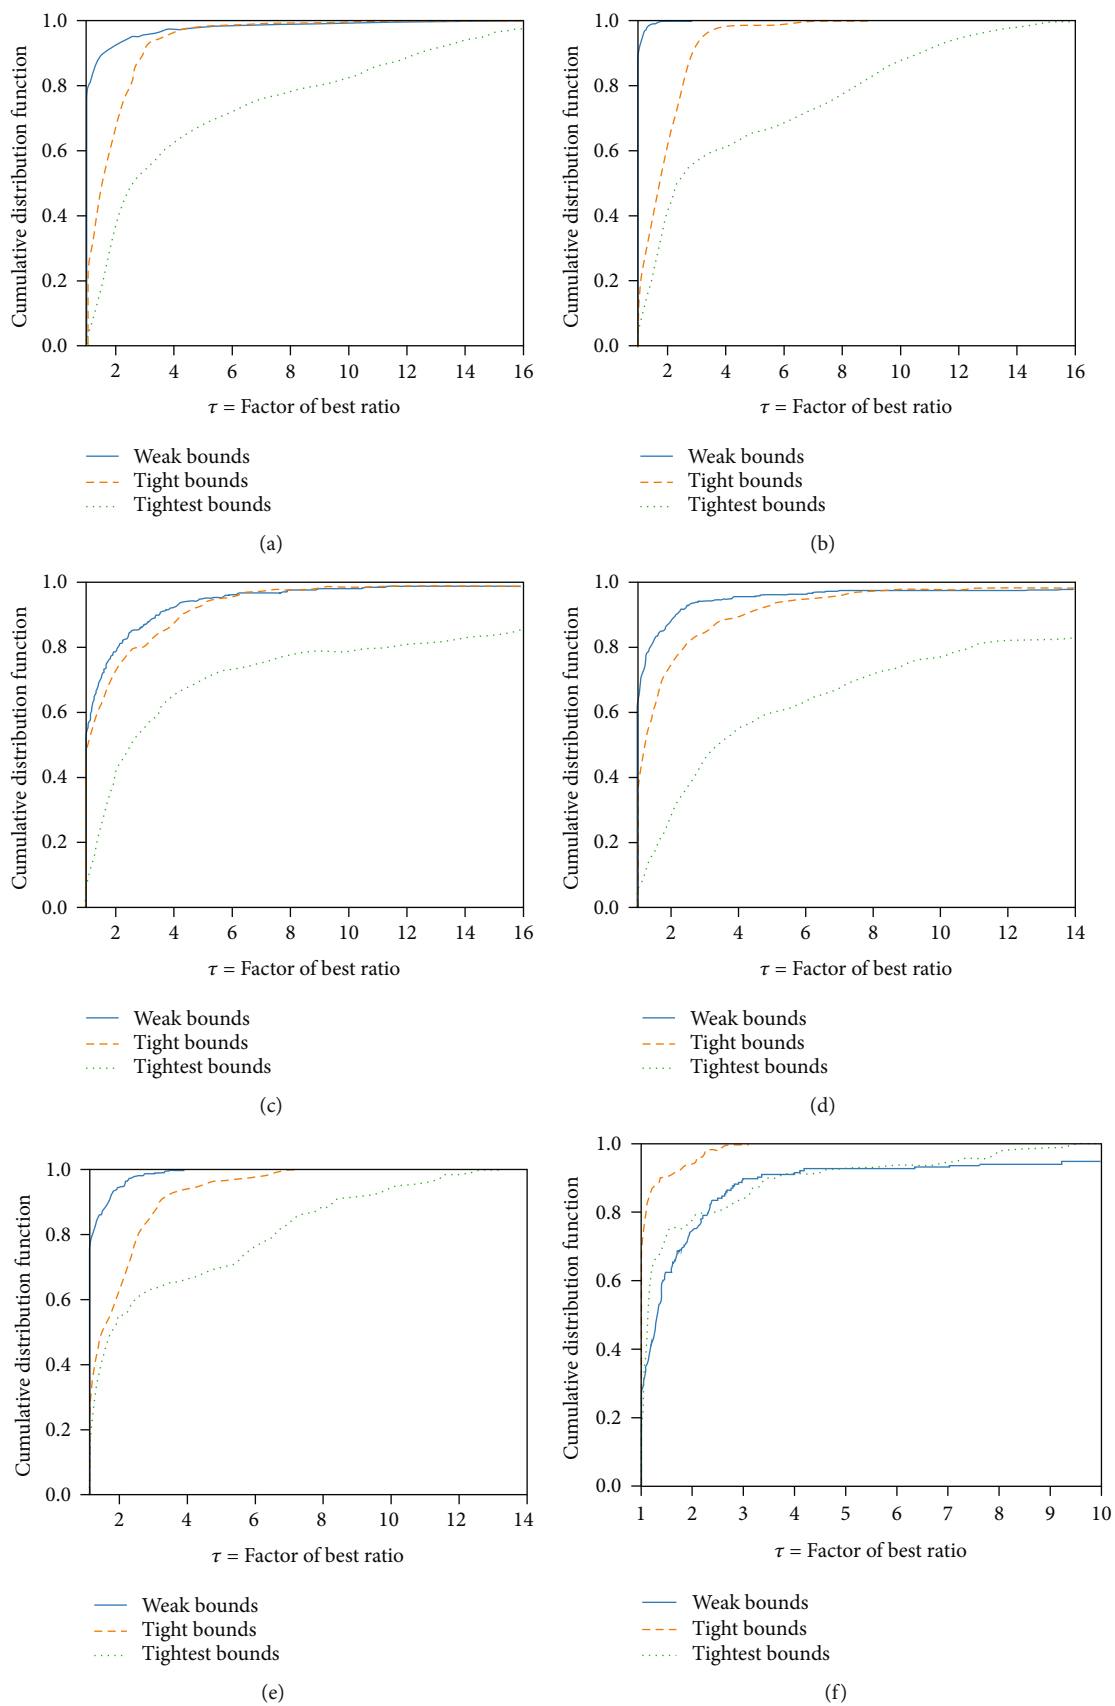 Cumulative distribution function
1.0
0.8
0.6
0.4
0.2
0.0
2 4 6 8 10 12 14 16
τ = Factor of best ratio
Weak bounds
Tight bounds
Tightest bounds
(a)
Cumulative distribution function
1.0
0.8
0.6
0.4
0.2
0.0
2 4 6 8 10 12 14 16
τ = Factor of best ratio
Weak bounds
Tight bounds
Tightest bounds
(b)
Cumulative distribution function
1.0
0.8
0.6
0.4
0.2
0.0
2 4 6 8 10 12 14 16
τ = Factor of best ratio
Weak bounds
Tight bounds
Tightest bounds
(c)
Cumulative distribution function
1.0
0.8
0.6
0.4
0.2
0.0
2 4 6 8 10 12 14
τ = Factor of best ratio
Weak bounds
Tight bounds
Tightest bounds
(d)
Cumulative distribution function
1.0
0.8
0.6
0.4
0.2
0.0
2 4 6 8 10 12 14
τ = Factor of best ratio
Weak bounds
Tight bounds
Tightest bounds
(e)
Cumulative distribution function
1.0
0.8
0.6
0.4
0.2
0.0
1 2 3 4 5 6 7 8 9 10
τ = Factor of best ratio
Weak bounds
Tight bounds
Tightest bounds
(f)